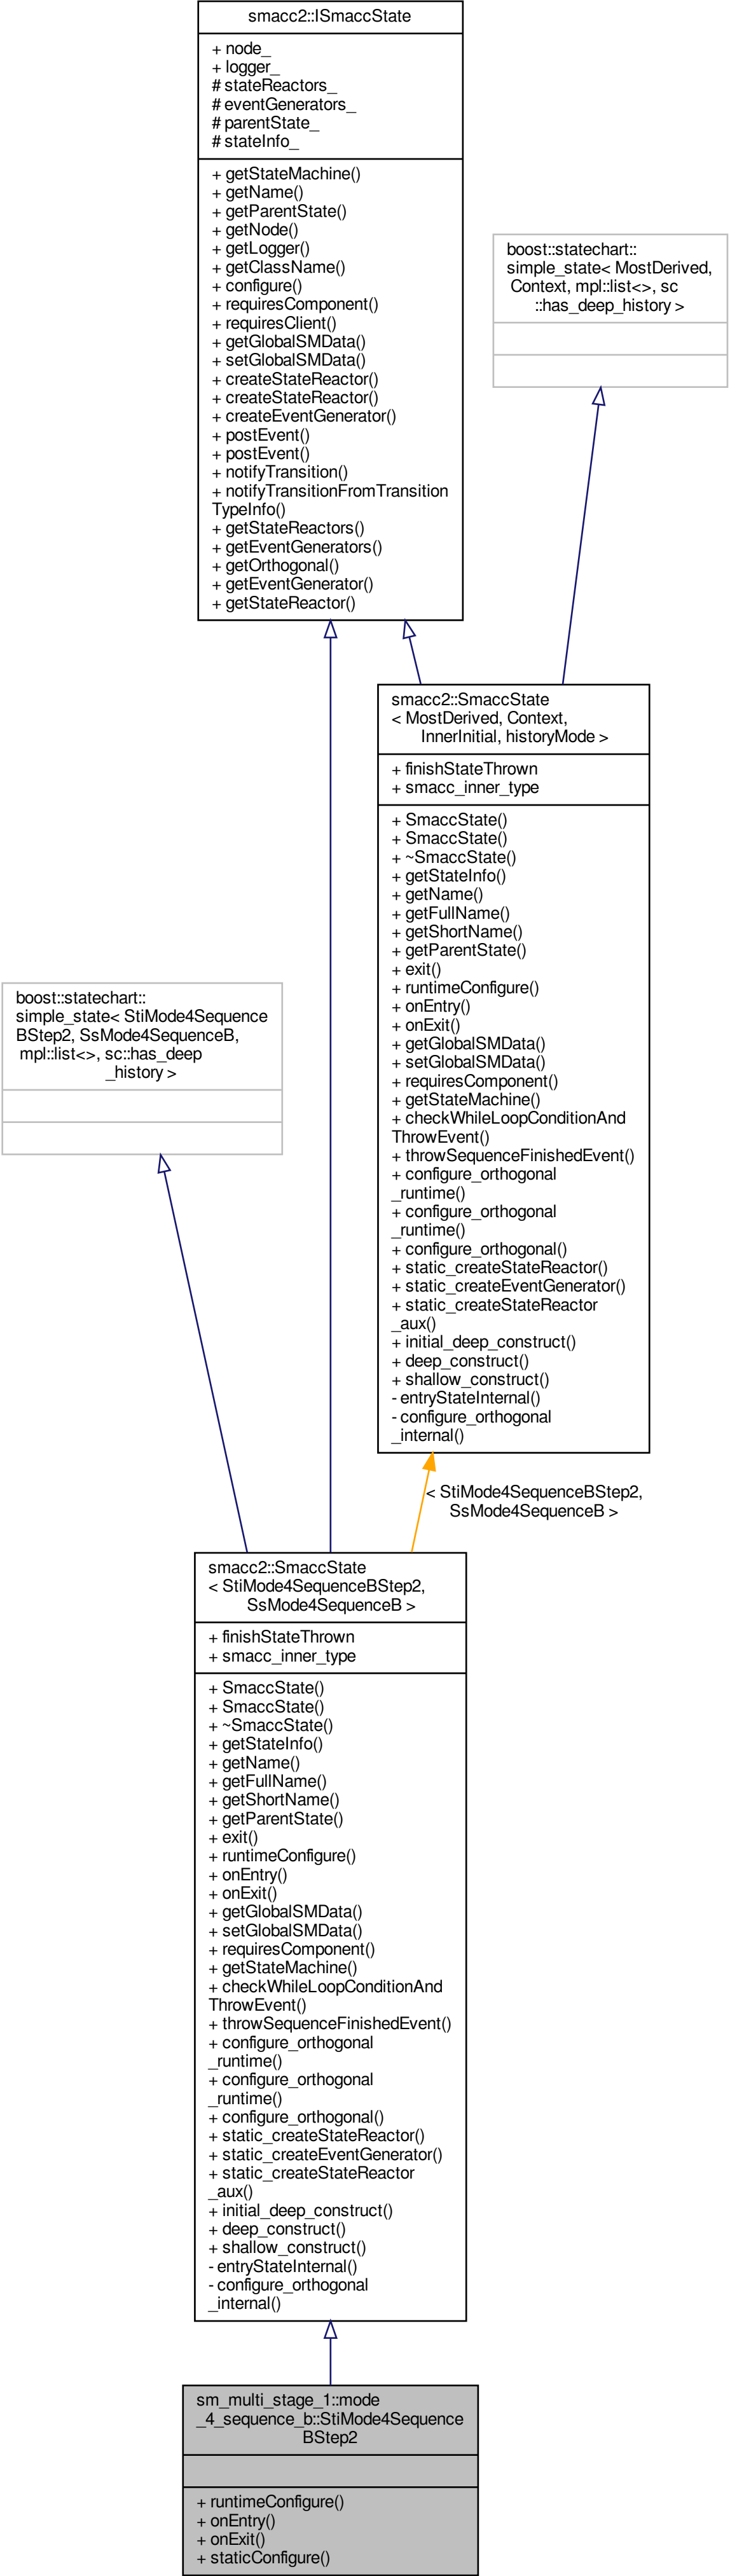 smacc2::ISmaccState
+ node_
+ logger_
# stateReactors_
# eventGenerators_
# parentState_
# stateInfo_
+ getStateMachine()
+ getName()
+ getParentState()
+ getNode()
+ getLogger()
+ getClassName()
+ configure()
+ requiresComponent()
+ requiresClient()
+ getGlobalSMData()
+ setGlobalSMData()
+ createStateReactor()
+ createStateReactor()
+ createEventGenerator()
+ postEvent()
+ postEvent()
+ notifyTransition()
+ notifyTransitionFromTransition
TypeInfo()
+ getStateReactors()
+ getEventGenerators()
+ getOrthogonal()
+ getEventGenerator()
+ getStateReactor()
boost::statechart::
simple_state< MostDerived,
Context, mpl::list<>, sc
::has_deep_history >
smacc2::SmaccState
< MostDerived, Context,
InnerInitial, historyMode >
+ finishStateThrown
+ smacc_inner_type
+ SmaccState()
+ SmaccState()
+ ~SmaccState()
+ getStateInfo()
+ getName()
+ getFullName()
+ getShortName()
+ getParentState()
+ exit()
+ runtimeConfigure()
+ onEntry()
+ onExit()
+ getGlobalSMData()
+ setGlobalSMData()
+ requiresComponent()
+ getStateMachine()
+ checkWhileLoopConditionAnd
ThrowEvent()
+ throwSequenceFinishedEvent()
+ configure_orthogonal
_runtime()
+ configure_orthogonal
_runtime()
+ configure_orthogonal()
+ static_createStateReactor()
+ static_createEventGenerator()
+ static_createStateReactor
_aux()
+ initial_deep_construct()
+ deep_construct()
+ shallow_construct()
- entryStateInternal()
- configure_orthogonal
_internal()
boost::statechart::
simple_state< StiMode4Sequence
BStep2, SsMode4SequenceB,
mpl::list<>, sc::has_deep
_history >
< StiMode4SequenceBStep2,
SsMode4SequenceB >
smacc2::SmaccState
< StiMode4SequenceBStep2,
SsMode4SequenceB >
+ finishStateThrown
+ smacc_inner_type
+ SmaccState()
+ SmaccState()
+ ~SmaccState()
+ getStateInfo()
+ getName()
+ getFullName()
+ getShortName()
+ getParentState()
+ exit()
+ runtimeConfigure()
+ onEntry()
+ onExit()
+ getGlobalSMData()
+ setGlobalSMData()
+ requiresComponent()
+ getStateMachine()
+ checkWhileLoopConditionAnd
ThrowEvent()
+ throwSequenceFinishedEvent()
+ configure_orthogonal
_runtime()
+ configure_orthogonal
_runtime()
+ configure_orthogonal()
+ static_createStateReactor()
+ static_createEventGenerator()
+ static_createStateReactor
_aux()
+ initial_deep_construct()
+ deep_construct()
+ shallow_construct()
- entryStateInternal()
- configure_orthogonal
_internal()
sm_multi_stage_1::mode
_4_sequence_b::StiMode4Sequence
BStep2
+ runtimeConfigure()
+ onEntry()
+ onExit()
+ staticConfigure()